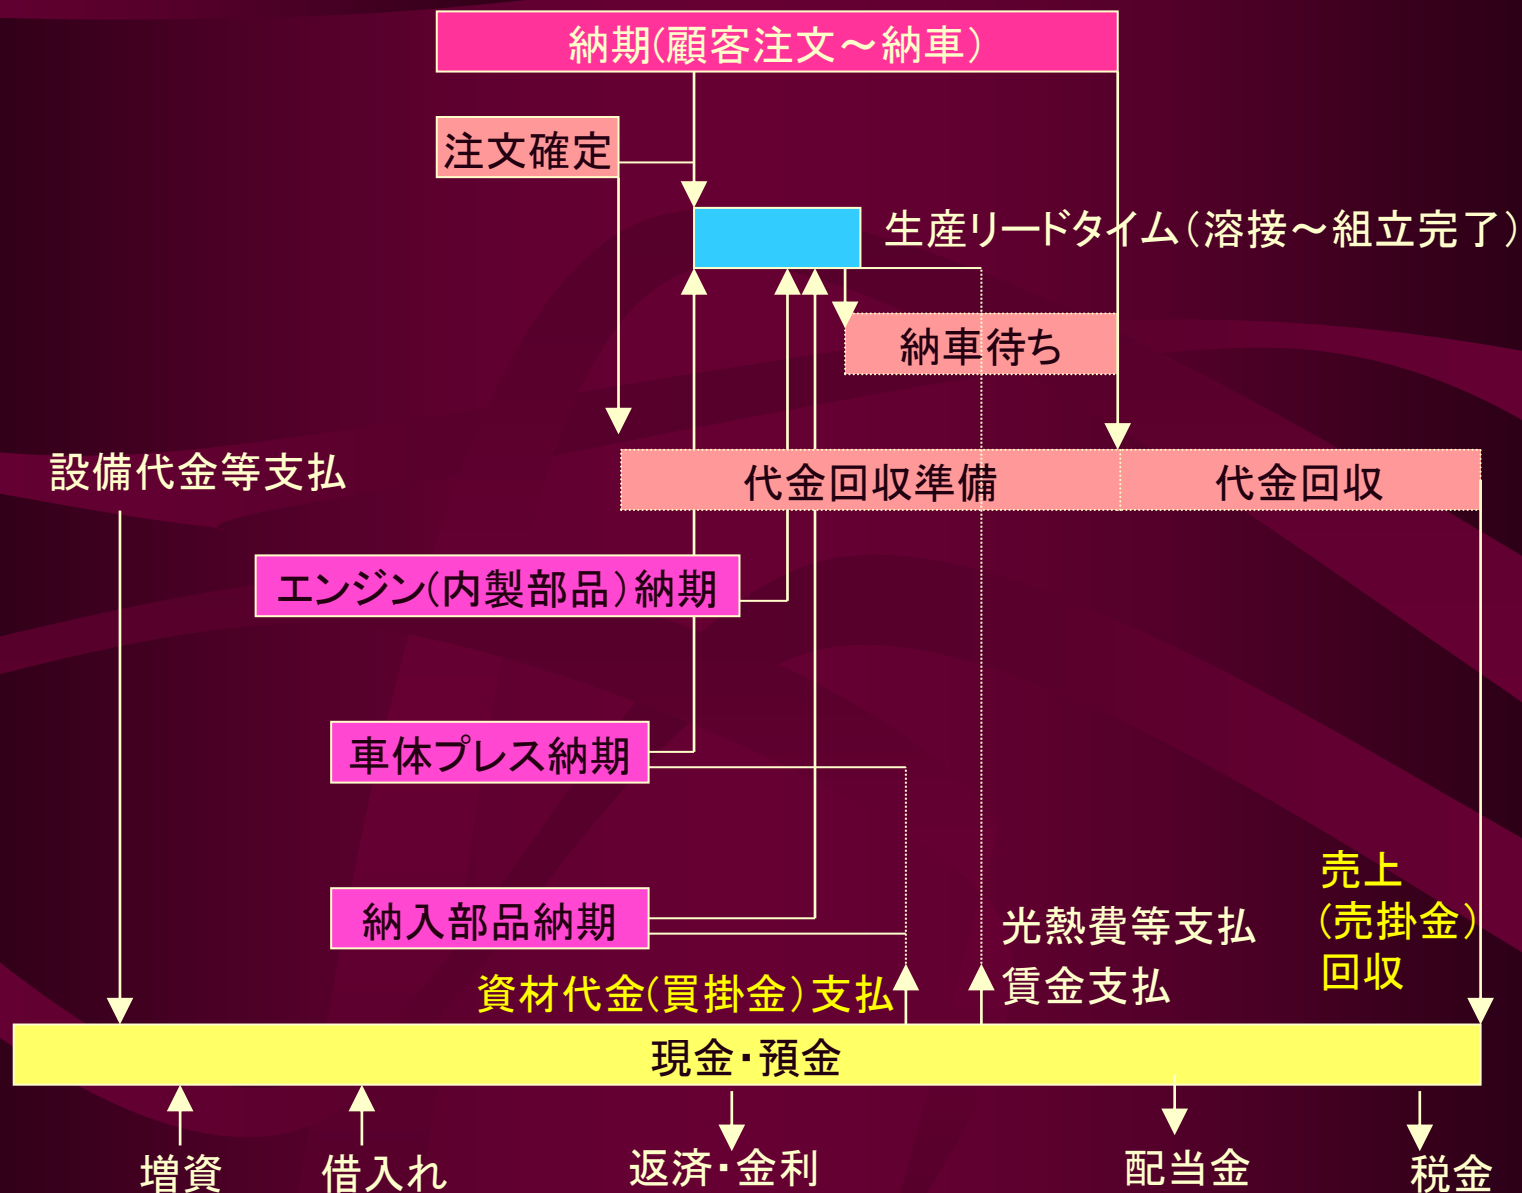 納期(顧客注文～納車)
注文確定
生産リードタイム(溶接～組立完了)
納車待ち
設備代金等支払
代金回収準備
代金回収
エンジン(内製部品)納期
車体プレス納期
納入部品納期
売上
(売掛金)
回収
光熱費等支払
賃金支払
資材代金(買掛金)支払
現金・預金
増資
借入れ
返済・金利
配当金
税金